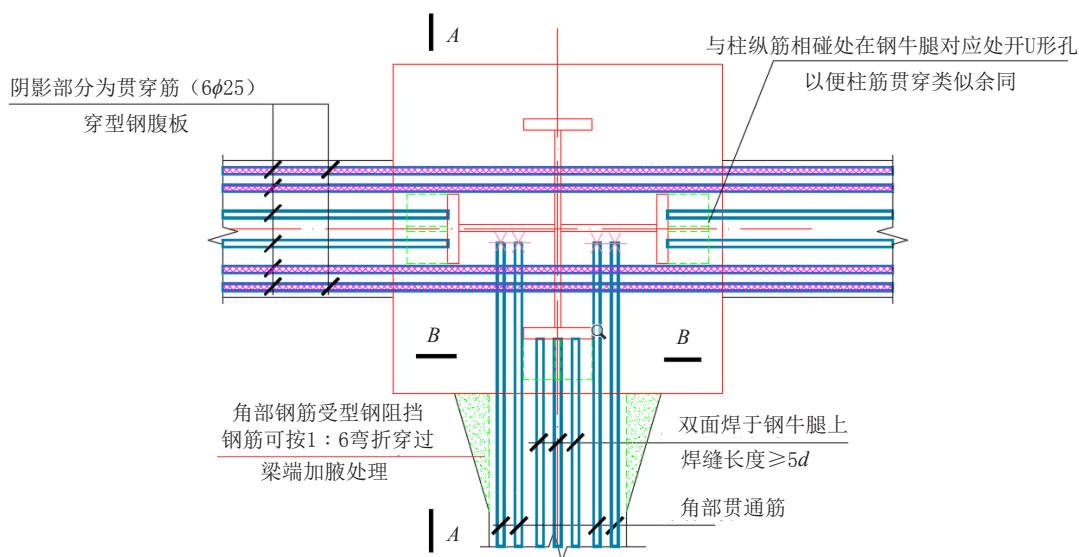 A
与柱纵筋相碰处在钢牛腿对应处开U形孔
以便柱筋贯穿类似余同
阴影部分为贯穿筋（6ϕ25）
穿型钢腹板
B
B
角部钢筋受型钢阻挡
钢筋可按1：6弯折穿过
梁端加腋处理
双面焊于钢牛腿上
焊缝长度≥5d
角部贯通筋
A